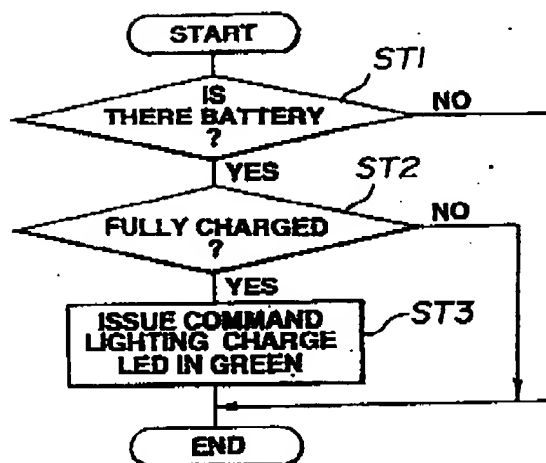 START
ST1
IS
THERE BATTERY
?
NO
YES
ST2
FULLY CHARGED
?
NO
YES
ISSUE COMMAND
LIGHTING CHARGE
LED IN GREEN
ST3
END